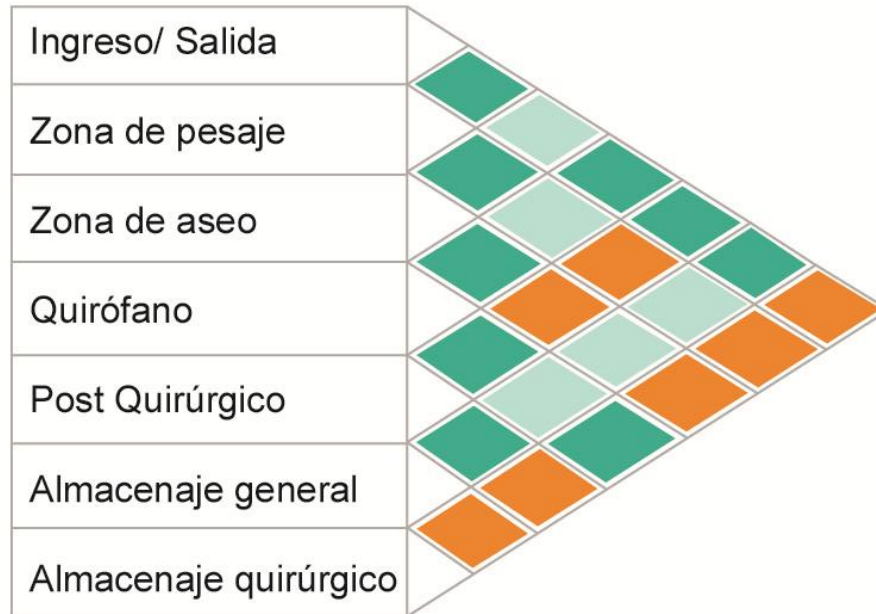 Ingreso/ Salida
Zona de pesaje
Zona de aseo
Quirófano
Post Quirúrgico
Almacenaje general
Almacenaje quirúrgico